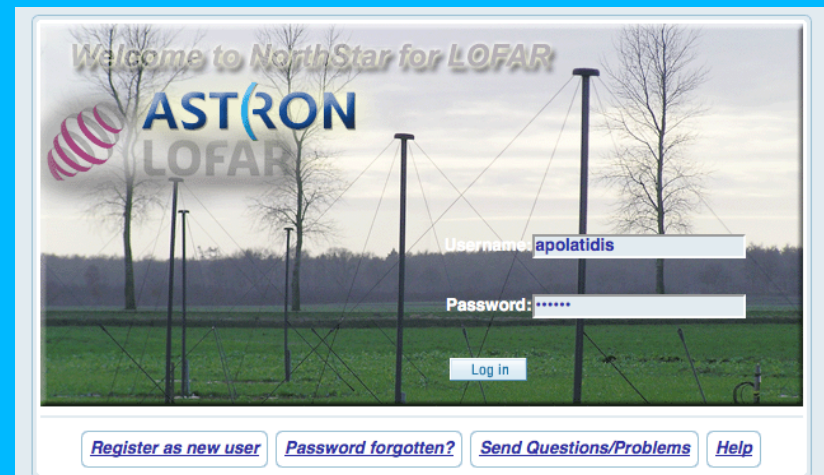 Welcome to NorthStar for LOFAR
ASTRON
LOFAR
Username: apolatidis
Password: ••••••
Log in
Register as new user Password forgotten? Send Questions/Problems Help